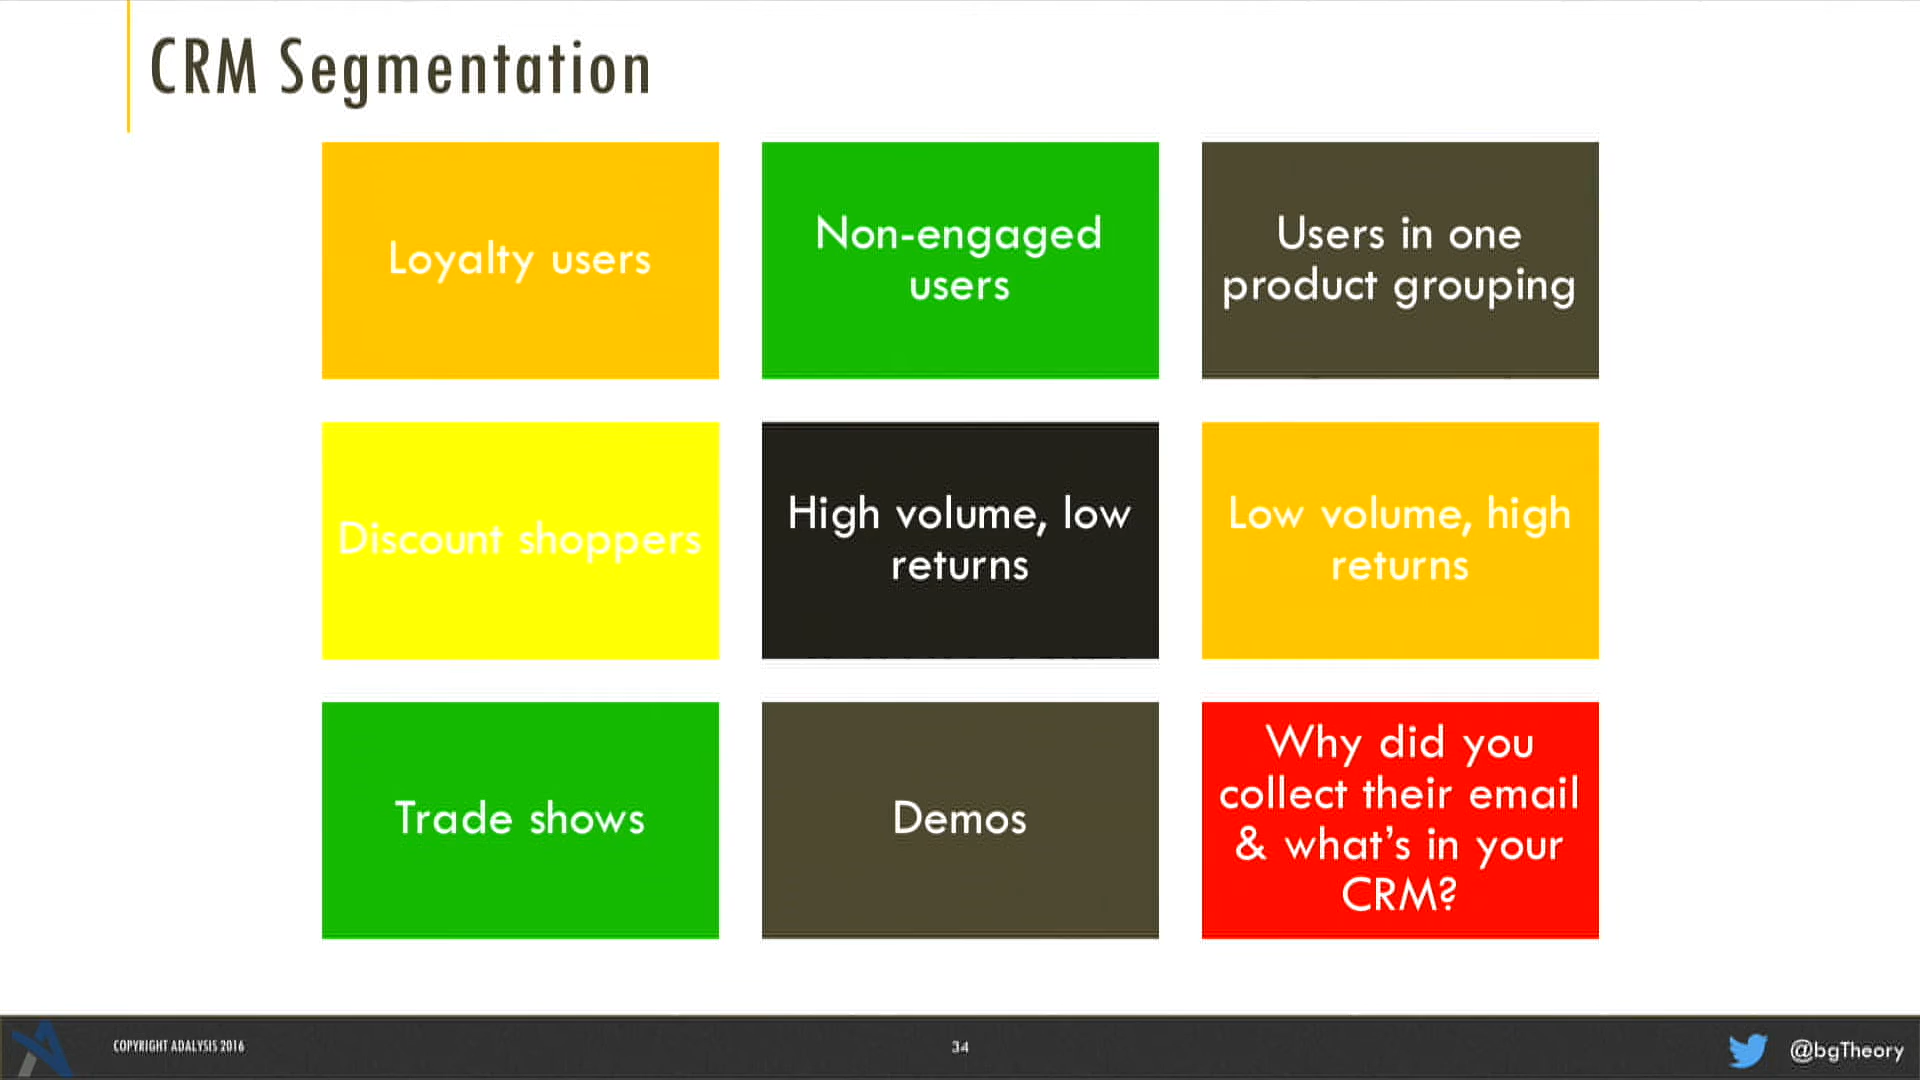 CRM Segmentation
Loyalty users
Non-engaged
users
Users in one
product grouping
Discount shoppers
High volume, low
returns
Low volume, high
returns
Trade shows
Demos
Why did you
collect their email
& what's in your
CRM?
COPYRIGHT ADALYSIS 2016
34
@bgTheory